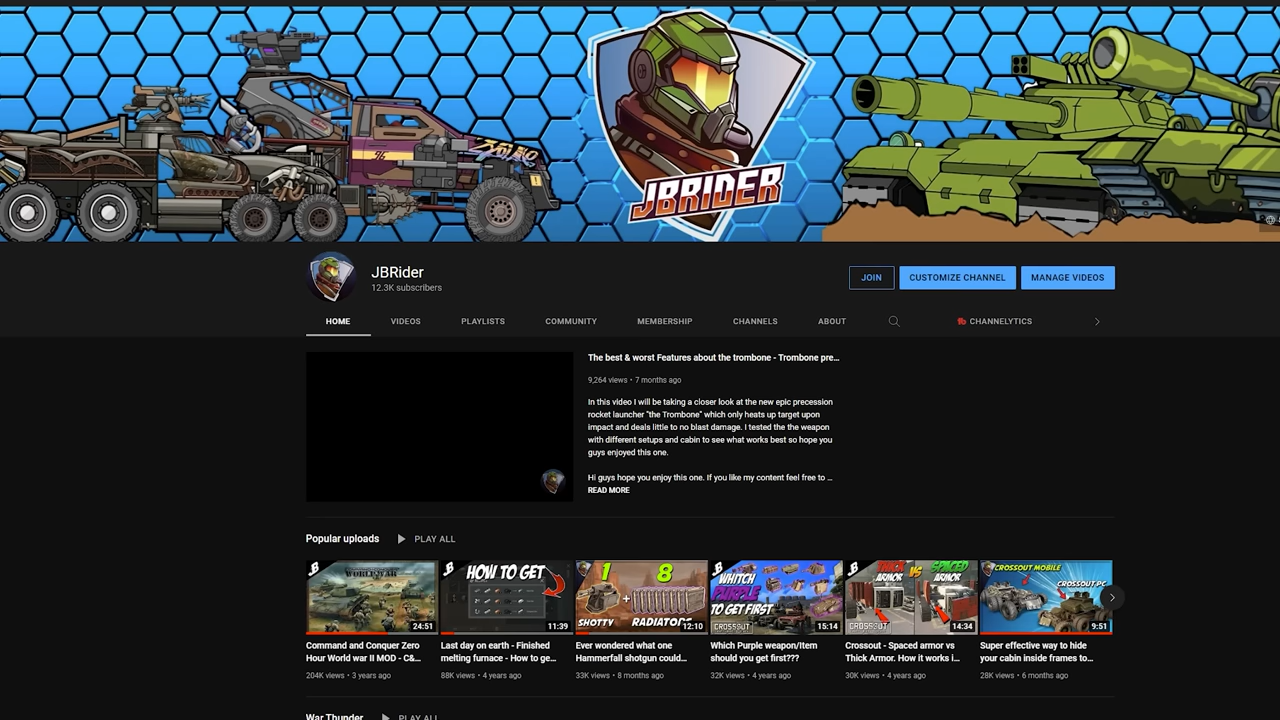 JBRIDER
JBRider
12.3K subscribers
JOIN
CUSTOMIZE CHANNEL
MANAGE VIDEOS
HOME
VIDEOS
PLAYLISTS
COMMUNITY
MEMBERSHIP
CHANNELS
ABOUT
CHANNELYTICS
The best & worst Features about the trombone - Trombone pre...
9,264 views • 7 months ago
In this video I will be taking a closer look at the new epic precession
rocket launcher "the Trombone" which only heats up target upon
impact and deals little to no blast damage. I tested the the weapon
with different setups and cabin to see what works best so hope you
guys enjoyed this one.
Hi guys hope you enjoy this one. If you like my content feel free to ...
READ MORE
Popular uploads
PLAY ALL
WORLD WAR
24:51
HOW TO GET
11:39
1
8
+
SHOTTY
RADIATORS
12:10
WHITCH
PURPLE
TO GET FIRST
CROSSOUT
15:14
THICK
ARMOR
VS
SPACED
ARMOR
CROSSOUT
14:34
CROSSOUT MOBILE
CROSSOUT PC
9:51
Command and Conquer Zero
Hour World war II MOD - C&...
204K views • 3 years ago
Last day on earth - Finished
melting furnace - How to ge...
88K views • 4 years ago
Ever wondered what one
Hammerfall shotgun could...
33K views • 8 months ago
Which Purple weapon/Item
should you get first???
32K views • 4 years ago
Crossout - Spaced armor vs
Thick Armor. How it works i...
30K views • 4 years ago
Super effective way to hide
your cabin inside frames to...
28K views • 6 months ago
War Thunder
PLAY ALL